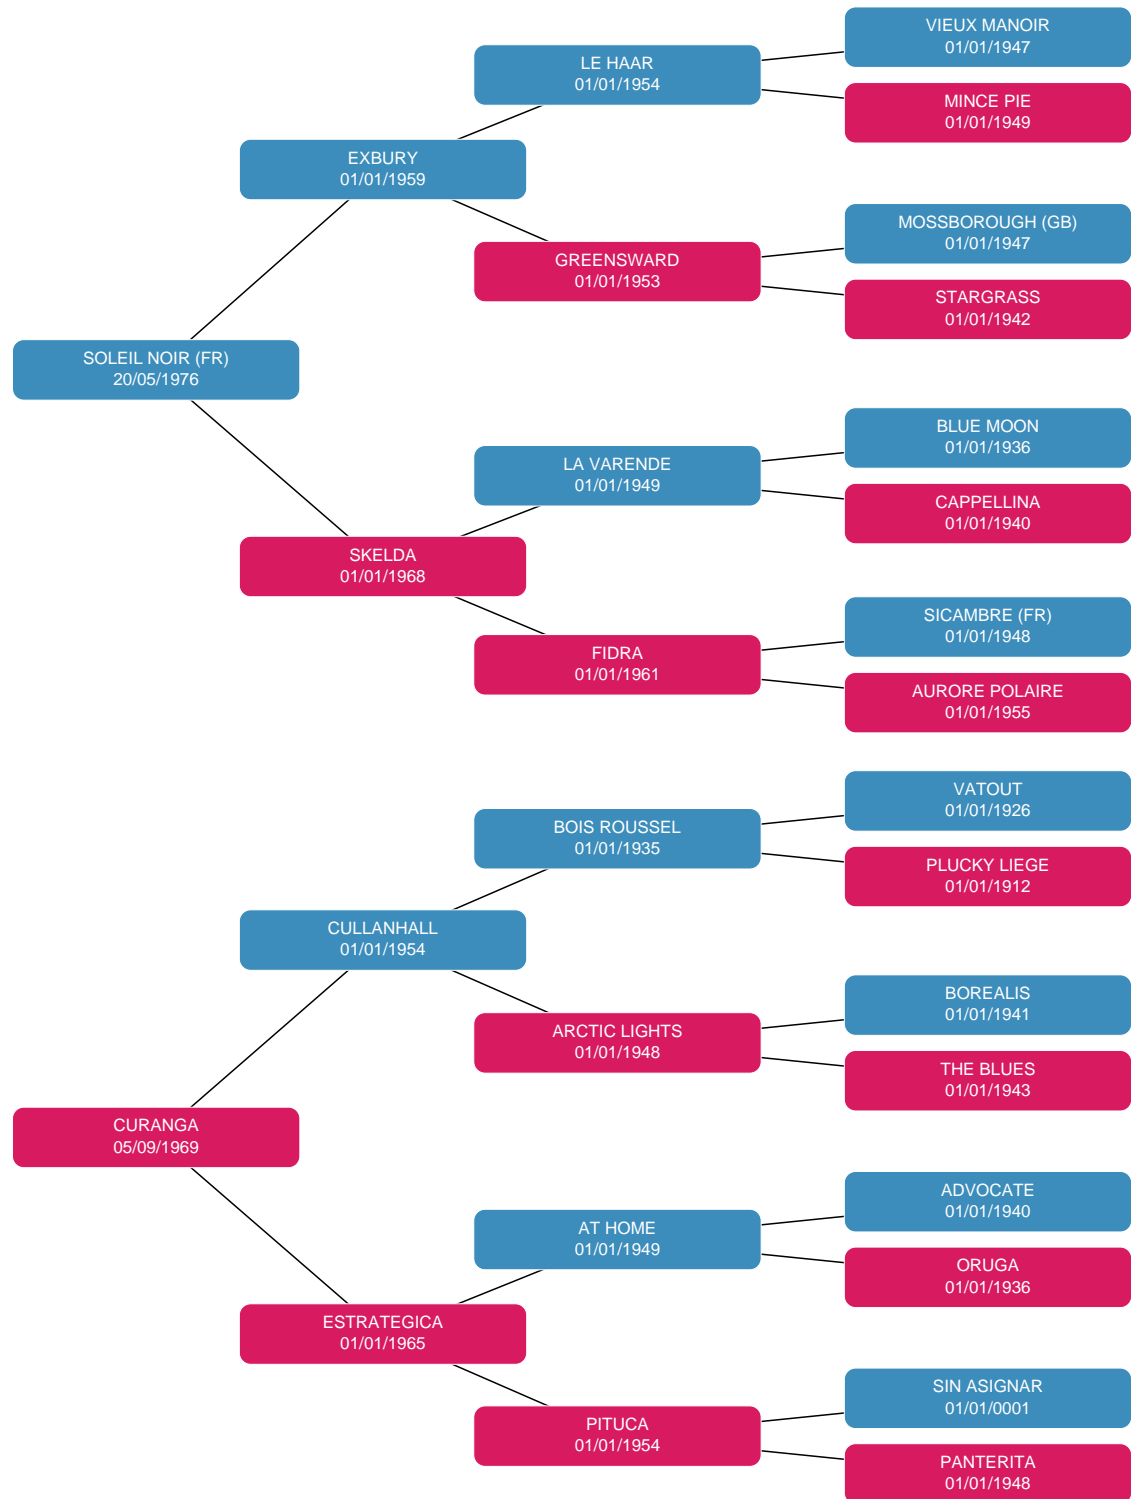 VIEUX MANOIR
01/01/1947
LE HAAR
01/01/1954
MINCE PIE
01/01/1949
EXBURY
01/01/1959
MOSSBOROUGH (GB)
01/01/1947
GREENSWARD
01/01/1953
STARGRASS
01/01/1942
SOLEIL NOIR (FR)
20/05/1976
BLUE MOON
01/01/1936
LA VARENDE
01/01/1949
CAPPELLINA
01/01/1940
SKELDA
01/01/1968
SICAMBRE (FR)
01/01/1948
FIDRA
01/01/1961
AURORE POLAIRE
01/01/1955
VATOUT
01/01/1926
BOIS ROUSSEL
01/01/1935
PLUCKY LIEGE
01/01/1912
CULLANHALL
01/01/1954
BOREALIS
01/01/1941
ARCTIC LIGHTS
01/01/1948
THE BLUES
01/01/1943
CURANGA
05/09/1969
ADVOCATE
01/01/1940
AT HOME
01/01/1949
ORUGA
01/01/1936
ESTRATEGICA
01/01/1965
SIN ASIGNAR
01/01/0001
PITUCA
01/01/1954
PANTERITA
01/01/1948